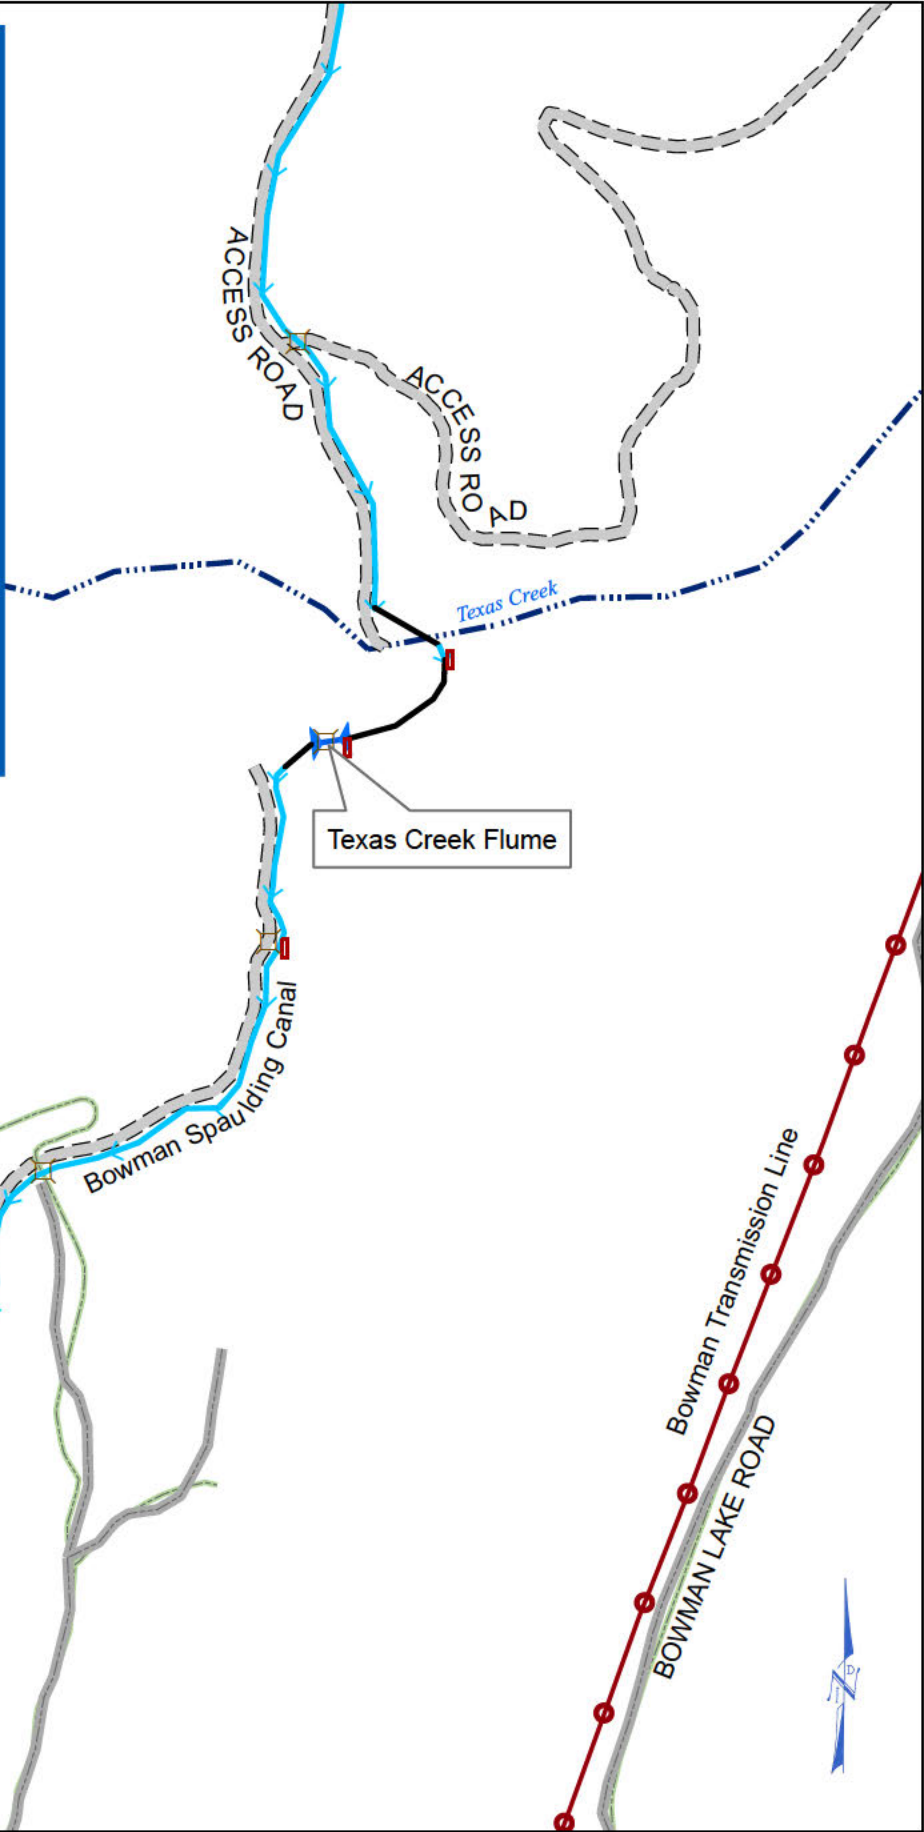 ACCESS ROAD
ACCESS ROAD
Texas Creek
Texas Creek Flume
Bowman Spaulding Canal
Bowman Transmission Line
BOWMAN LAKE ROAD